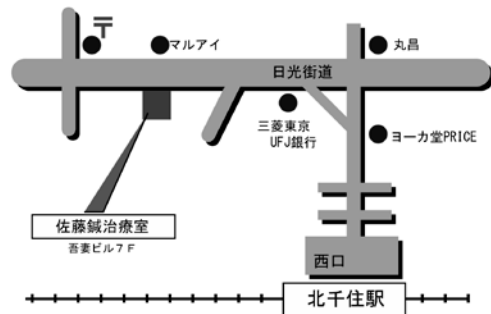 〒
マルアイ
丸昌
日光街道
三菱東京
UFJ銀行
ヨーカ堂PRICE
佐藤鍼治療室
吾妻ビル7F
西口
北千住駅